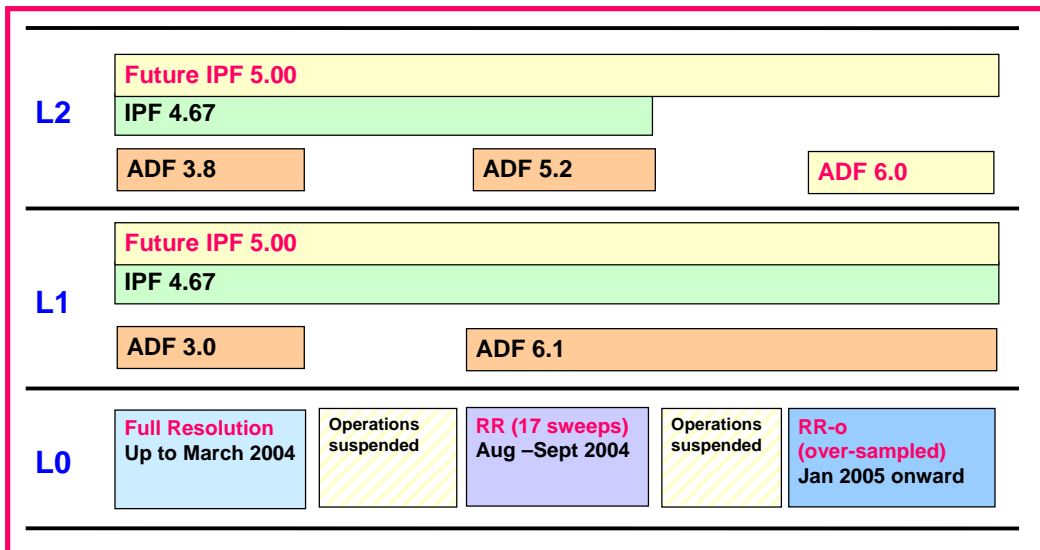 L2
Future IPF 5.00
IPF 4.67
ADF 3.8
ADF 5.2
ADF 6.0
L1
Future IPF 5.00
IPF 4.67
ADF 3.0
ADF 6.1
L0
Full Resolution
Up to March 2004
Operations
suspended
RR (17 sweeps)
Aug –Sept 2004
Operations
suspended
RR-o
(over-sampled)
Jan 2005 onward